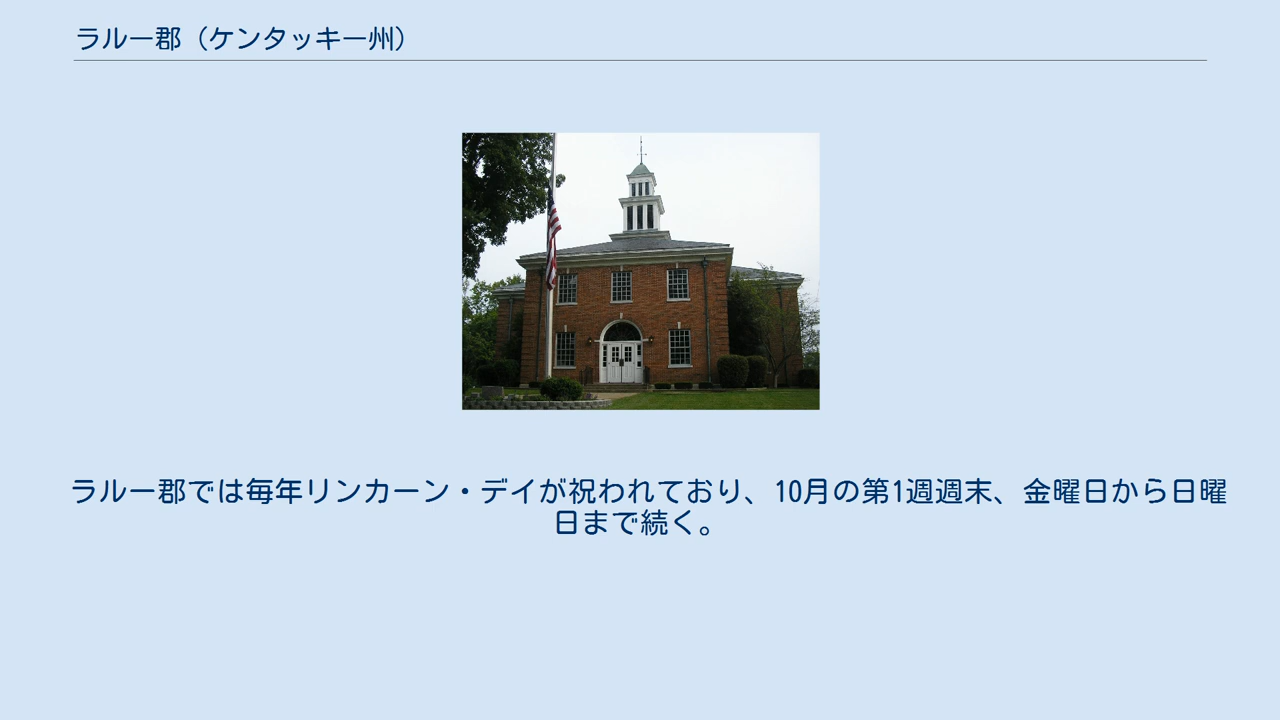 ラルー郡（ケンタッキー州）
ラルー郡では毎年リンカーン・デイが祝われており、10月の第1週週末、金曜日から日曜
日まで続く。